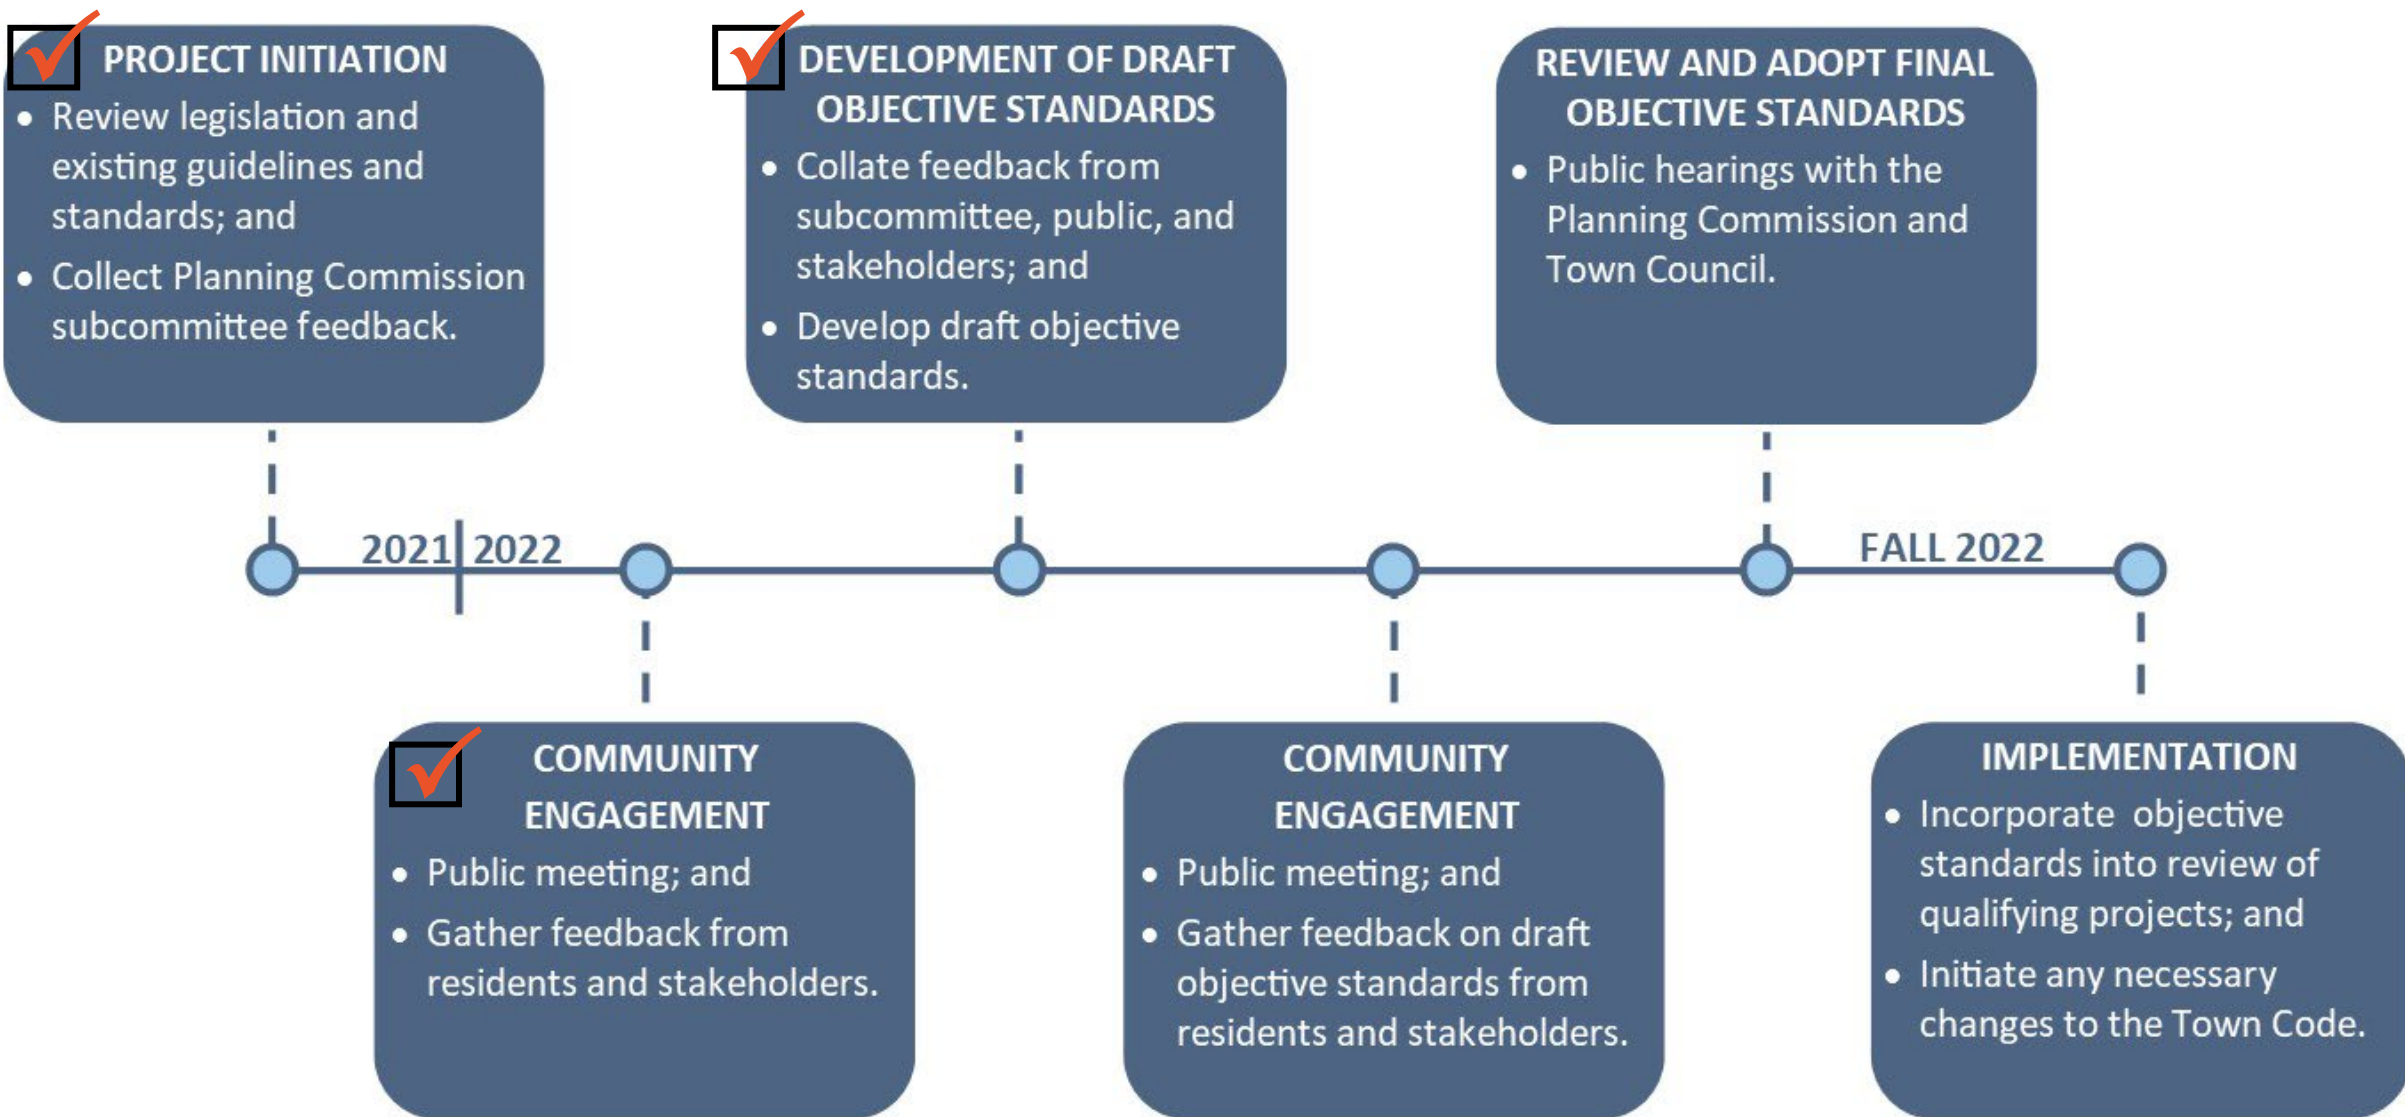 PROJECT INITIATION
• Review legislation and
existing guidelines and
standards; and
• Collect Planning Commission
subcommittee feedback.
DEVELOPMENT OF DRAFT
OBJECTIVE STANDARDS
• Collate feedback from
subcommittee, public, and
stakeholders; and
• Develop draft objective
standards.
REVIEW AND ADOPT FINAL
OBJECTIVE STANDARDS
• Public hearings with the
Planning Commission and
Town Council.
2021 2022
FALL 2022
COMMUNITY
ENGAGEMENT
• Public meeting; and
• Gather feedback from
residents and stakeholders.
COMMUNITY
ENGAGEMENT
• Public meeting; and
• Gather feedback on draft
objective standards from
residents and stakeholders.
IMPLEMENTATION
• Incorporate objective
standards into review of
qualifying projects; and
• Initiate any necessary
changes to the Town Code.